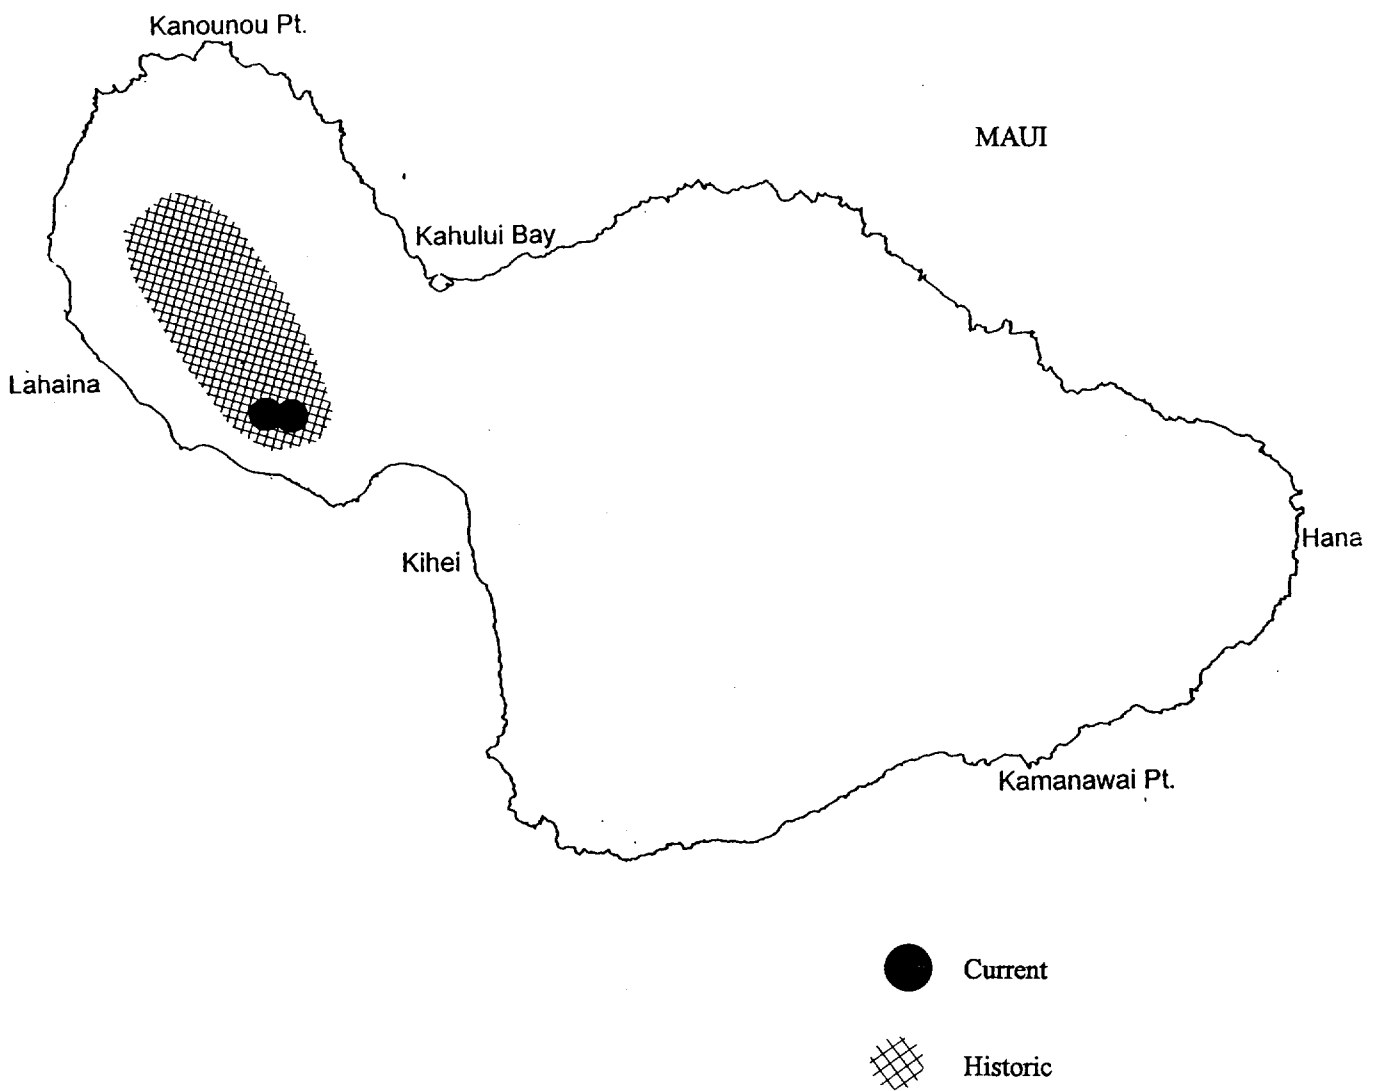 Kanounou Pt.
MAUI
Kahului Bay
Lahaina
Hana
Kihei
Kamanawai Pt.
Current
Historic